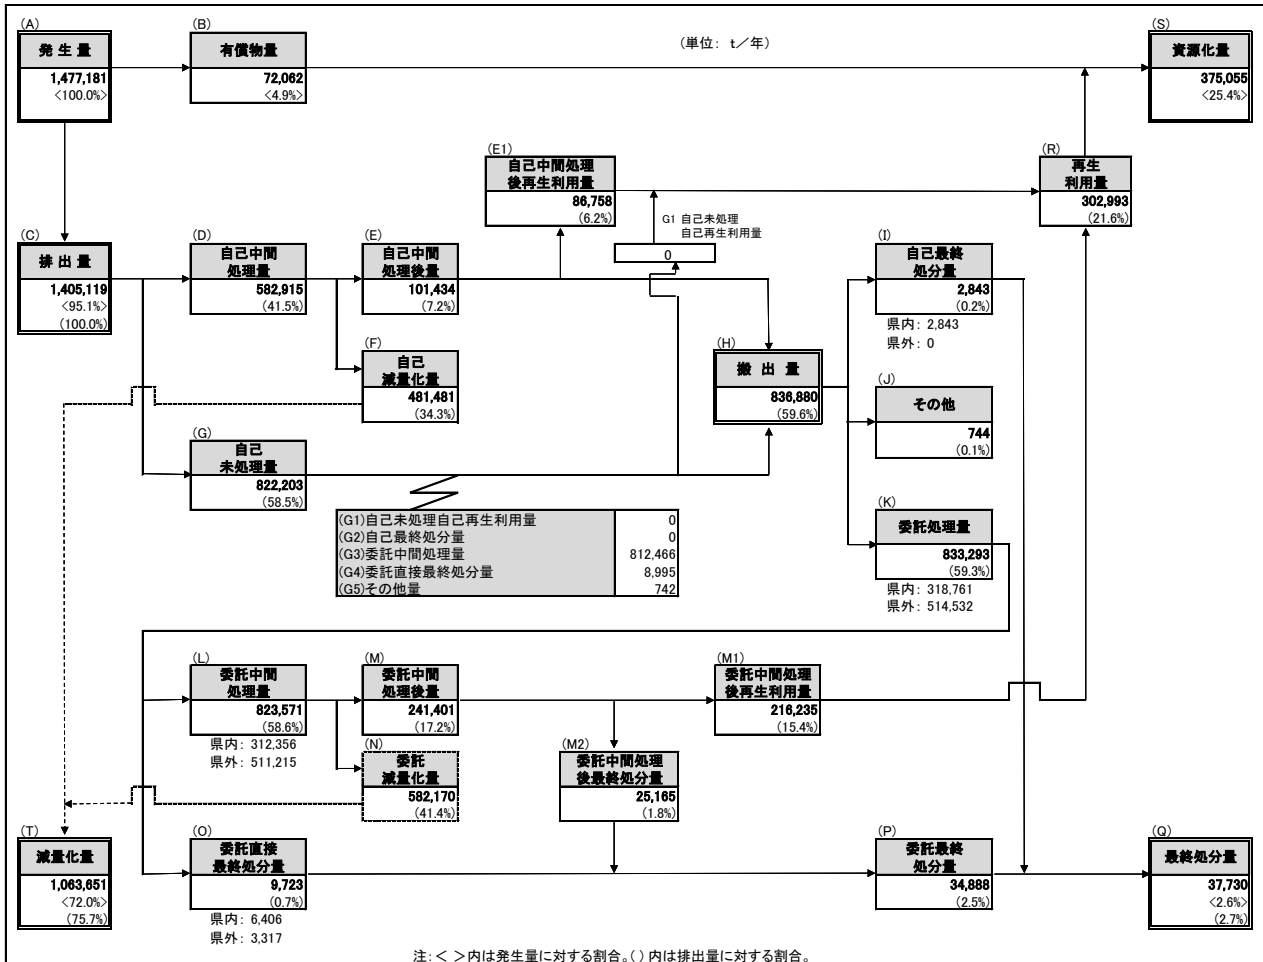 (A)
発 生 量
1,477,181
<100.0%>
(B)
有償物量
72,062
<4.9%>
(単位: t/年)
(S)
資源化量
375,055
<25.4%>
(E1)
自己中間処理
後再生利用量
86,758
(6.2%)
G1 自己未処理
自己再生利用量
0
(R)
再生
利用量
302,993
(21.6%)
(C)
排 出 量
1,405,119
<95.1%>
(100.0%)
(D)
自己中間
処理量
582,915
(41.5%)
(E)
自己中間
処理後量
101,434
(7.2%)
(I)
自己最終
処分量
2,843
(0.2%)
県内: 2,843
県外: 0
(F)
自己
減量化量
481,481
(34.3%)
(H)
搬 出 量
836,880
(59.6%)
(J)
その他
744
(0.1%)
(G)
自己
未処理量
822,203
(58.5%)
(G1)自己未処理自己再生利用量 0
(G2)自己最終処分量 0
(G3)委託中間処理量 812,466
(G4)委託直接最終処分量 8,995
(G5)その他量 742
(K)
委託処理量
833,293
(59.3%)
県内: 318,761
県外: 514,532
(L)
委託中間
処理量
823,571
(58.6%)
県内: 312,356
県外: 511,215
(M)
委託中間
処理後量
241,401
(17.2%)
(M1)
委託中間処理
後再生利用量
216,235
(15.4%)
(N)
委託
減量化量
582,170
(41.4%)
(M2)
委託中間処理
後最終処分量
25,165
(1.8%)
(T)
減量化量
1,063,651
<72.0%>
(75.7%)
(O)
委託直接
最終処分量
9,723
(0.7%)
県内: 6,406
県外: 3,317
(P)
委託最終
処分量
34,888
(2.5%)
(Q)
最終処分量
37,730
<2.6%>
(2.7%)
注:< >内は発生量に対する割合。( )内は排出量に対する割合。